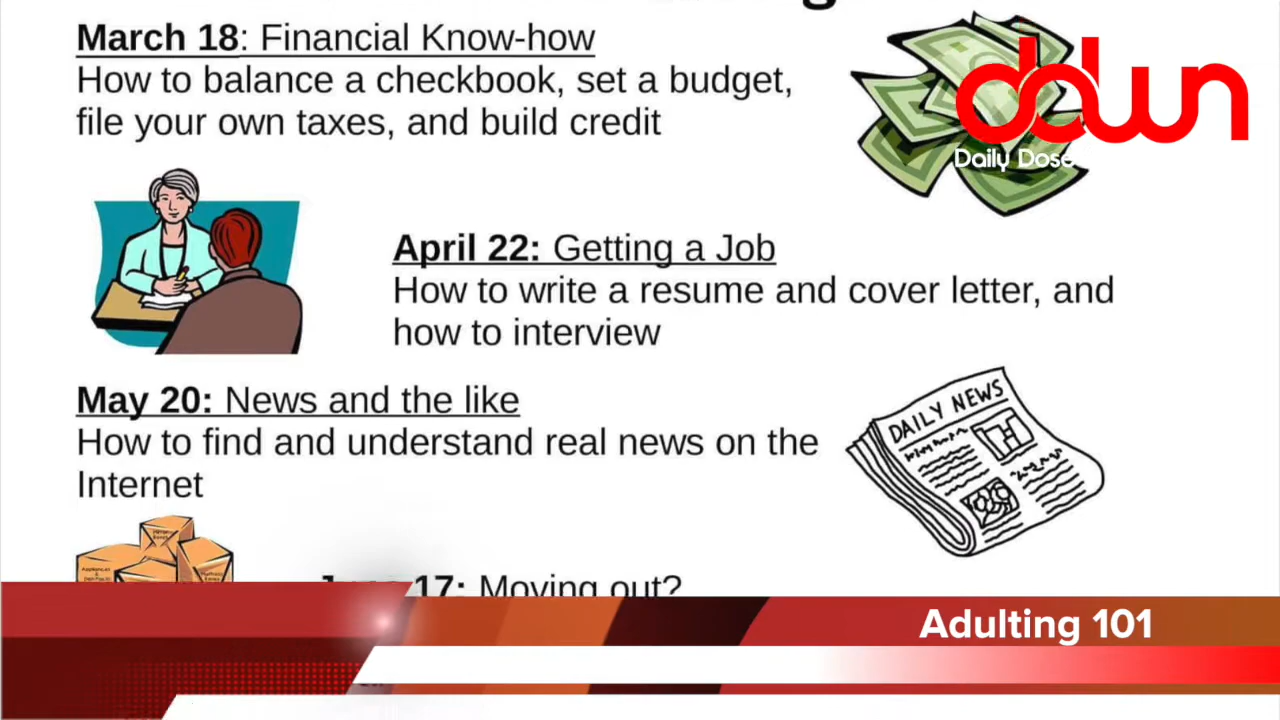 March 18: Financial Know-how
How to balance a checkbook, set a budget,
file your own taxes, and build credit
dawn
Daily Dose
April 22: Getting a Job
How to write a resume and cover letter, and
how to interview
May 20: News and the like
How to find and understand real news on the
Internet
DAILY NEWS
17: Moving out?
Adulting 101